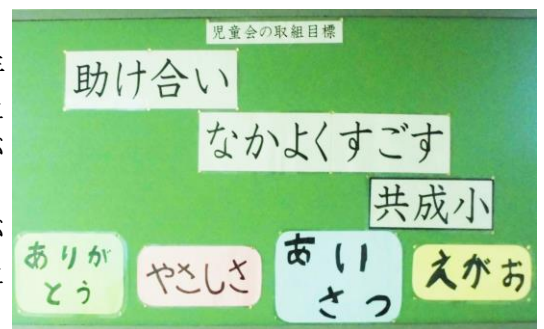 児童会の取組目標
助け合い
なかよくすごす
共成小
ありが
とう
やさしさ
あい
さつ
えがお